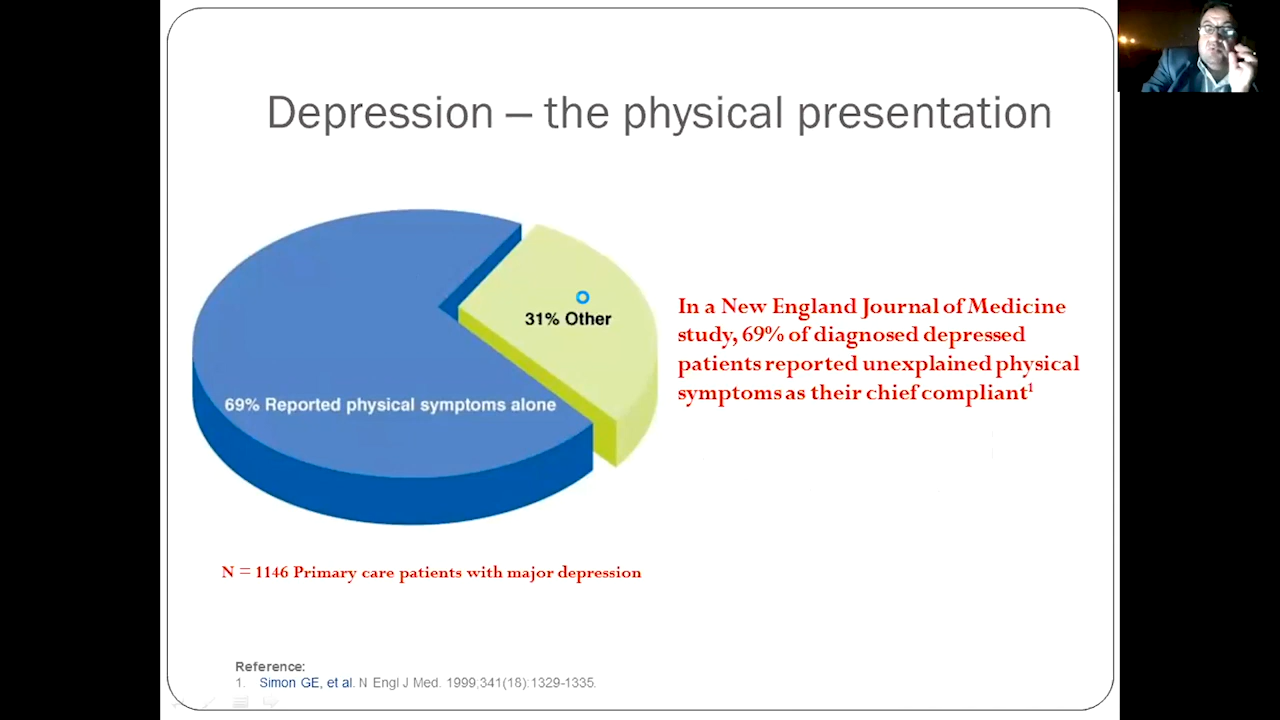 Depression – the physical presentation
31% Other
69% Reported physical symptoms alone
In a New England Journal of Medicine
study, 69% of diagnosed depressed
patients reported unexplained physical
symptoms as their chief compliant¹
N = 1146 Primary care patients with major depression
Reference:
1. Simon GE, et al. N Engl J Med. 1999;341(18):1329-1335.